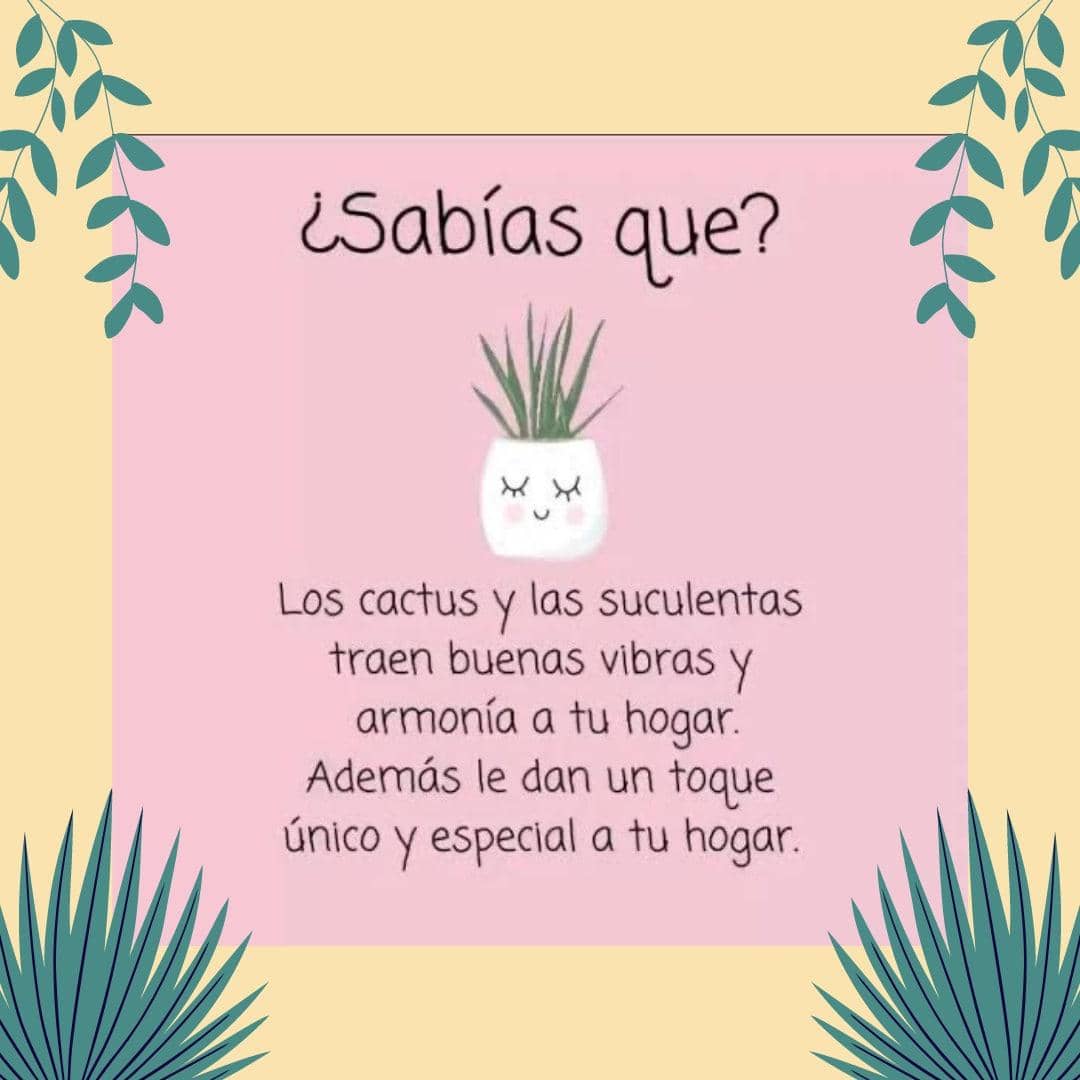 ¿Sabías que?
Los cactus y las suculentas
traen buenas vibras y
armonía a tu hogar.
Además le dan un toque
único y especial a tu hogar.